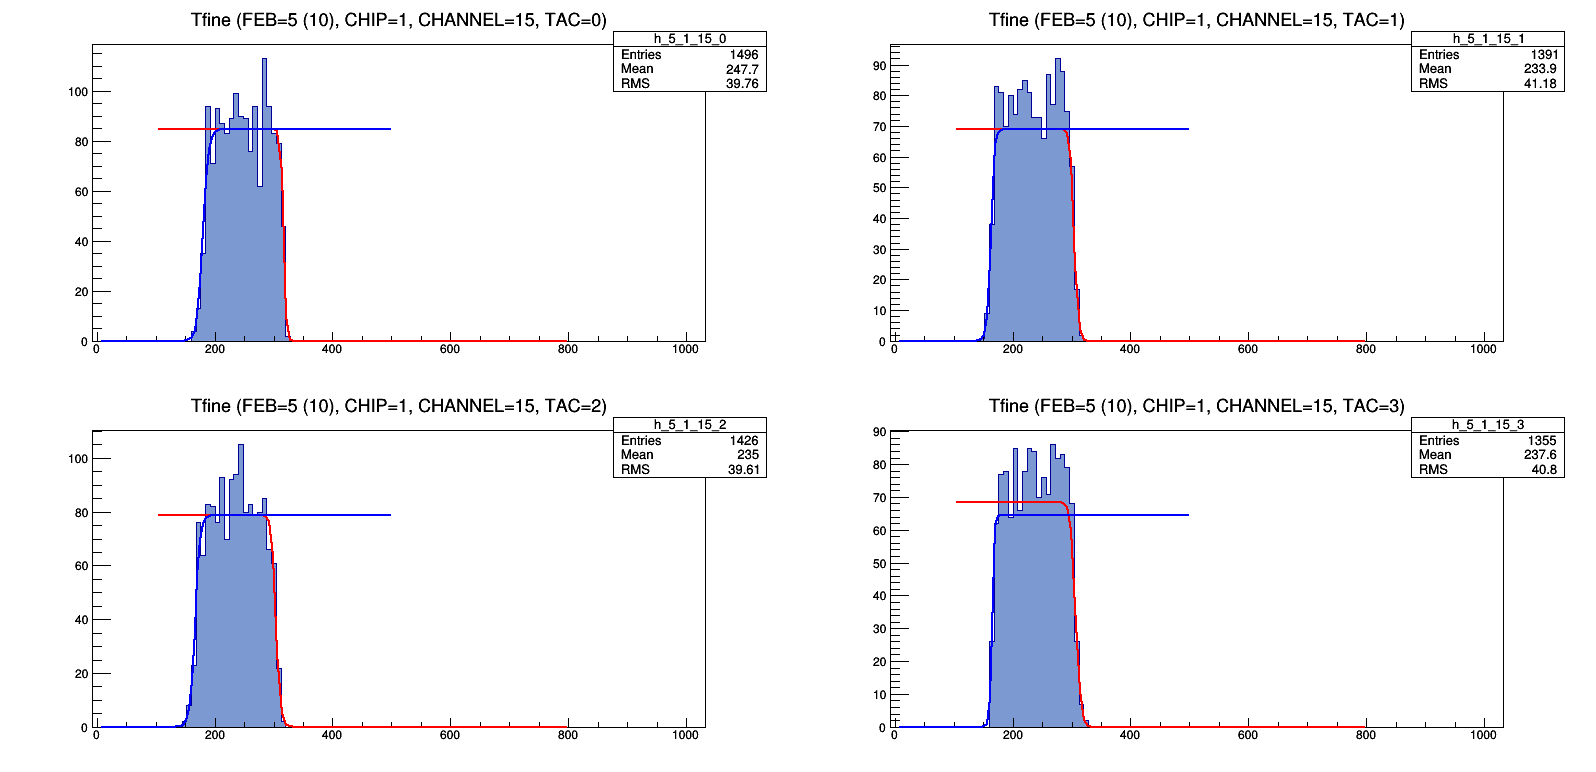 Tfine (FEB=5 (10), CHIP=1, CHANNEL=15, TAC=0)
h_5_1_15_0
Entries 1496
Mean 247.7
RMS 39.76
100
80
60
40
20
0
0 200 400 600 800 1000
Tfine (FEB=5 (10), CHIP=1, CHANNEL=15, TAC=1)
h_5_1_15_1
Entries 1391
Mean 233.9
RMS 41.18
90
80
70
60
50
40
30
20
10
0
0 200 400 600 800 1000
Tfine (FEB=5 (10), CHIP=1, CHANNEL=15, TAC=2)
h_5_1_15_2
Entries 1426
Mean 235
RMS 39.61
100
80
60
40
20
0
0 200 400 600 800 1000
Tfine (FEB=5 (10), CHIP=1, CHANNEL=15, TAC=3)
h_5_1_15_3
Entries 1355
Mean 237.6
RMS 40.8
90
80
70
60
50
40
30
20
10
0
0 200 400 600 800 1000